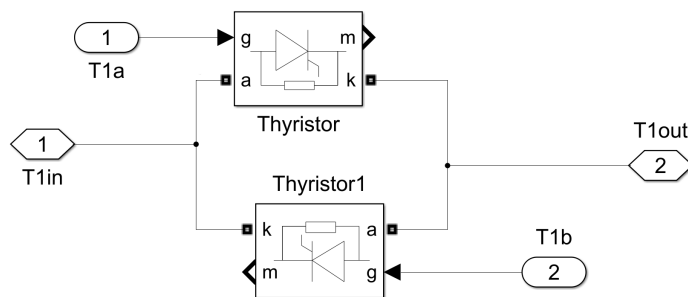 1
T1a
g m
a k
Thyristor
1
T1in
T1out
2
Thyristor1
k a
m g
T1b
2